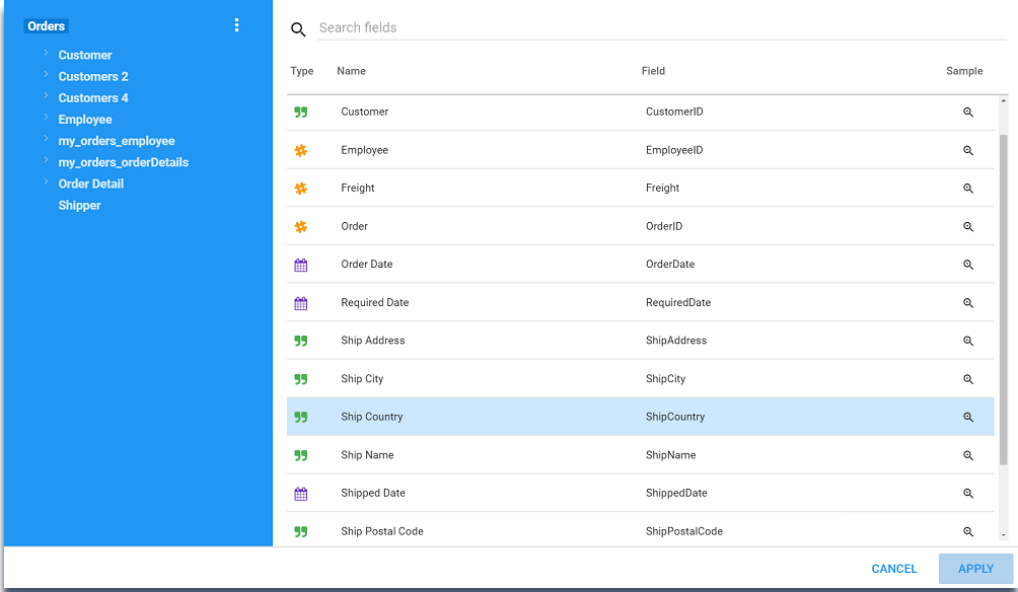 Orders
Customer
Customers 2
Customers 4
Employee
my_orders_employee
my_orders_orderDetails
Order Detail
Shipper
Search fields
Type Name Field Sample
Customer CustomerID
Employee EmployeeID
Freight Freight
Order OrderID
Order Date OrderDate
Required Date RequiredDate
Ship Address ShipAddress
Ship City ShipCity
Ship Country ShipCountry
Ship Name ShipName
Shipped Date ShippedDate
Ship Postal Code ShipPostalCode
CANCEL APPLY